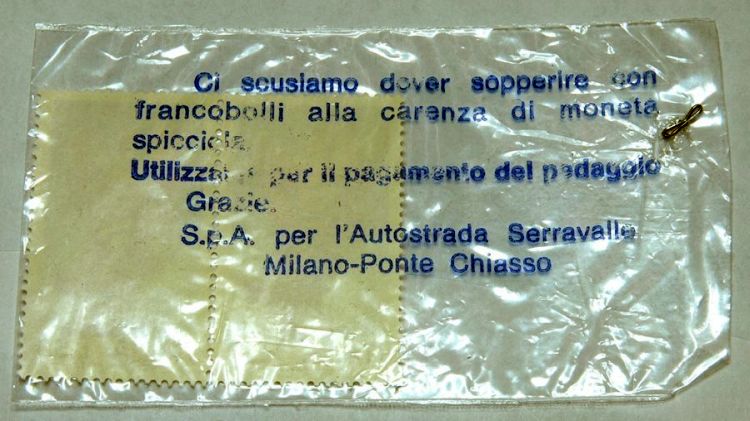 Ci scusiamo dover sopperire con
francobolli alla carenza di moneta
spicciola.
Utilizzateli per il pagamento del pedaggio
Grazie.
S.p.A. per l'Autostrada Serravalle
Milano-Ponte Chiasso